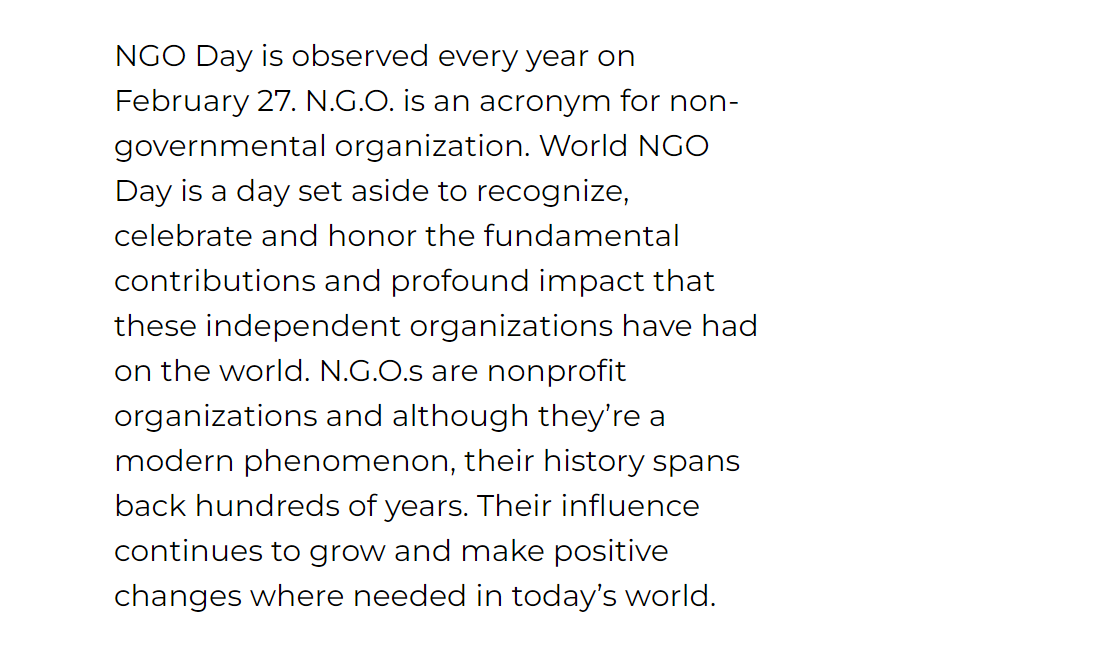 NGO Day is observed every year on
February 27. N.G.O. is an acronym for non-
governmental organization. World NGO
Day is a day set aside to recognize,
celebrate and honor the fundamental
contributions and profound impact that
these independent organizations have had
on the world. N.G.O.s are nonprofit
organizations and although they’re a
modern phenomenon, their history spans
back hundreds of years. Their influence
continues to grow and make positive
changes where needed in today’s world.